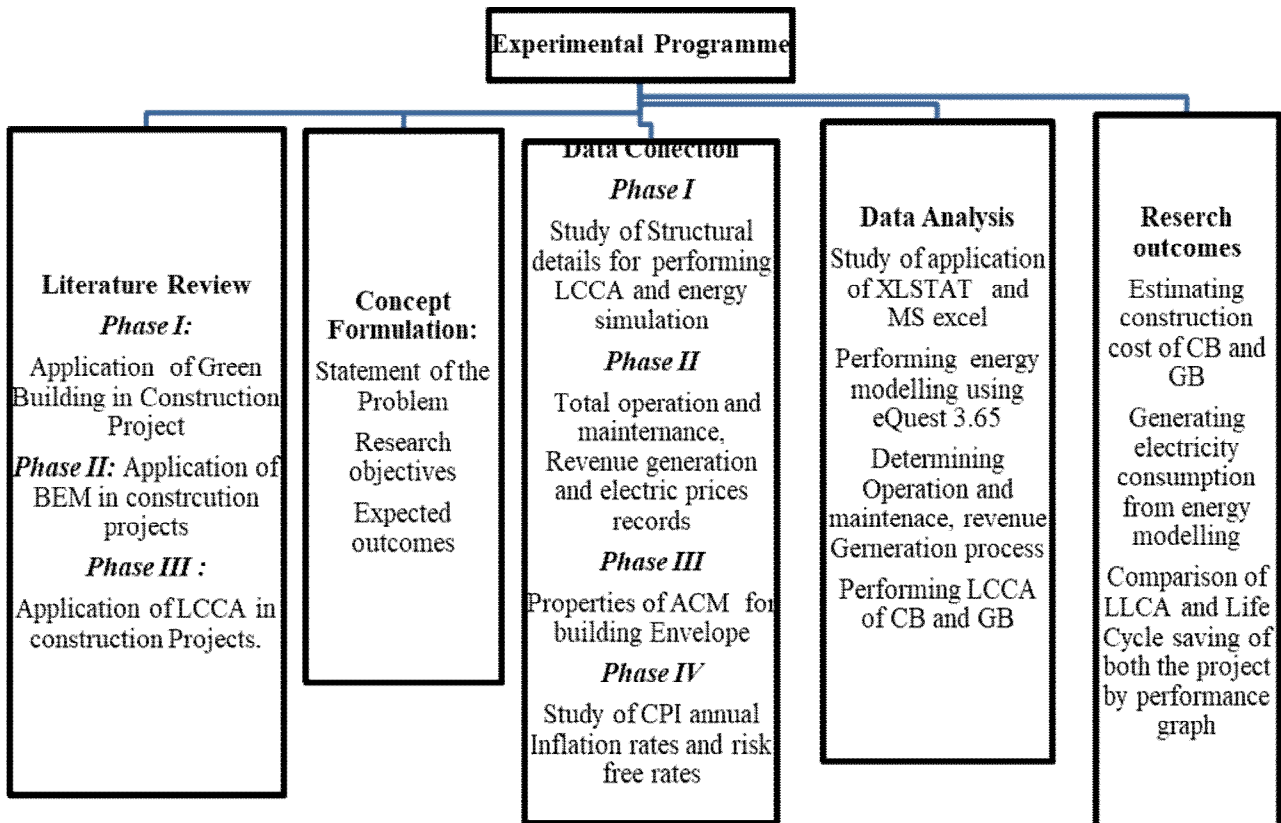 Experimental Programme
Literature Review
Phase I:
Application of Green
Building in Construction
Project
Phase II: Application of
BEM in constrcution
projects
Phase III :
Application of LCCA in
construction Projects.
Concept
Formulation:
Statement of the
Problem
Research
objectives
Expected
outcomes
Data Collection
Phase I
Study of Structural
details for performing
LCCA and energy
simulation
Phase II
Total operation and
mainternance,
Revenue generation
and electric prices
records
Phase III
Properties of ACM for
building Envelope
Phase IV
Study of CPI annual
Inflation rates and risk
free rates
Data Analysis
Study of application
of XLSTAT and
MS excel
Performing energy
modelling using
eQuest 3.65
Determining
Operation and
maintenace, revenue
Gerneration process
Performing LCCA
of CB and GB
Reserch
outcomes
Estimating
construction
cost of CB and
GB
Generating
electricity
consumption
from energy
modelling
Comparison of
LLCA and Life
Cycle saving of
both the project
by performance
graph